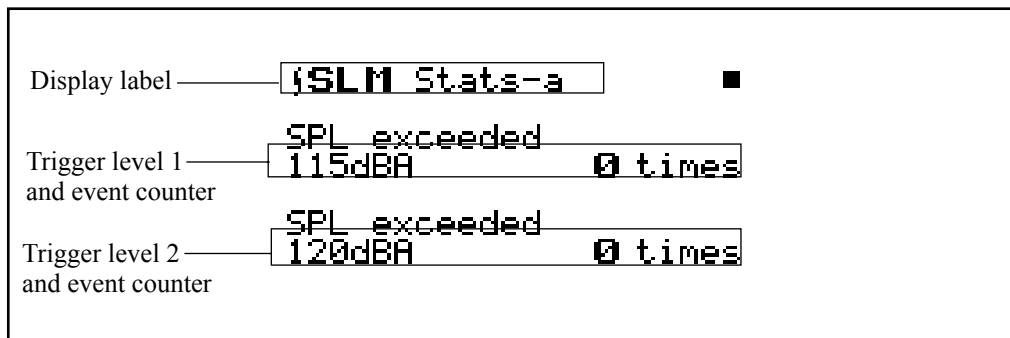 Display label
SLM Stats-a
SPL exceeded
Trigger level 1
and event counter
115dBA 0 times
SPL exceeded
Trigger level 2
and event counter
120dBA 0 times